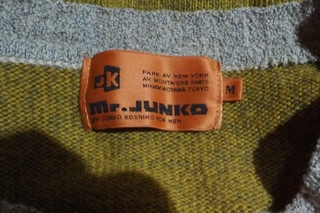 JK
PARK AV. NEW YORK
AV. MONTAIGNE PARIS
MINAMIAOYAMA. TOKYO
Mr. JUNKO
BY JUNKO KOSHINO FOR MEN
M